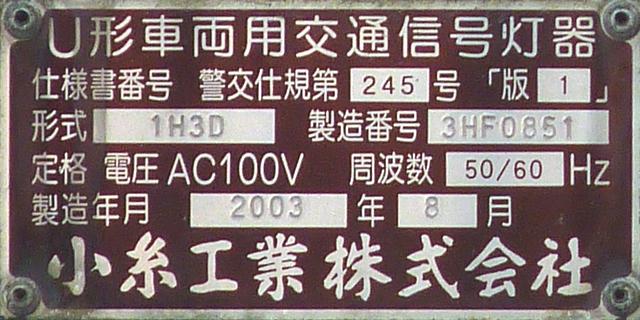 U形車両用交通信号灯器
仕様書番号 警交仕規第 245 号 「版 1 」
形式 1H3D 製造番号 3HF0851
定格 電圧 AC100V 周波数 50/60 Hz
製造年月 2003 年 8 月
小糸工業株式会社